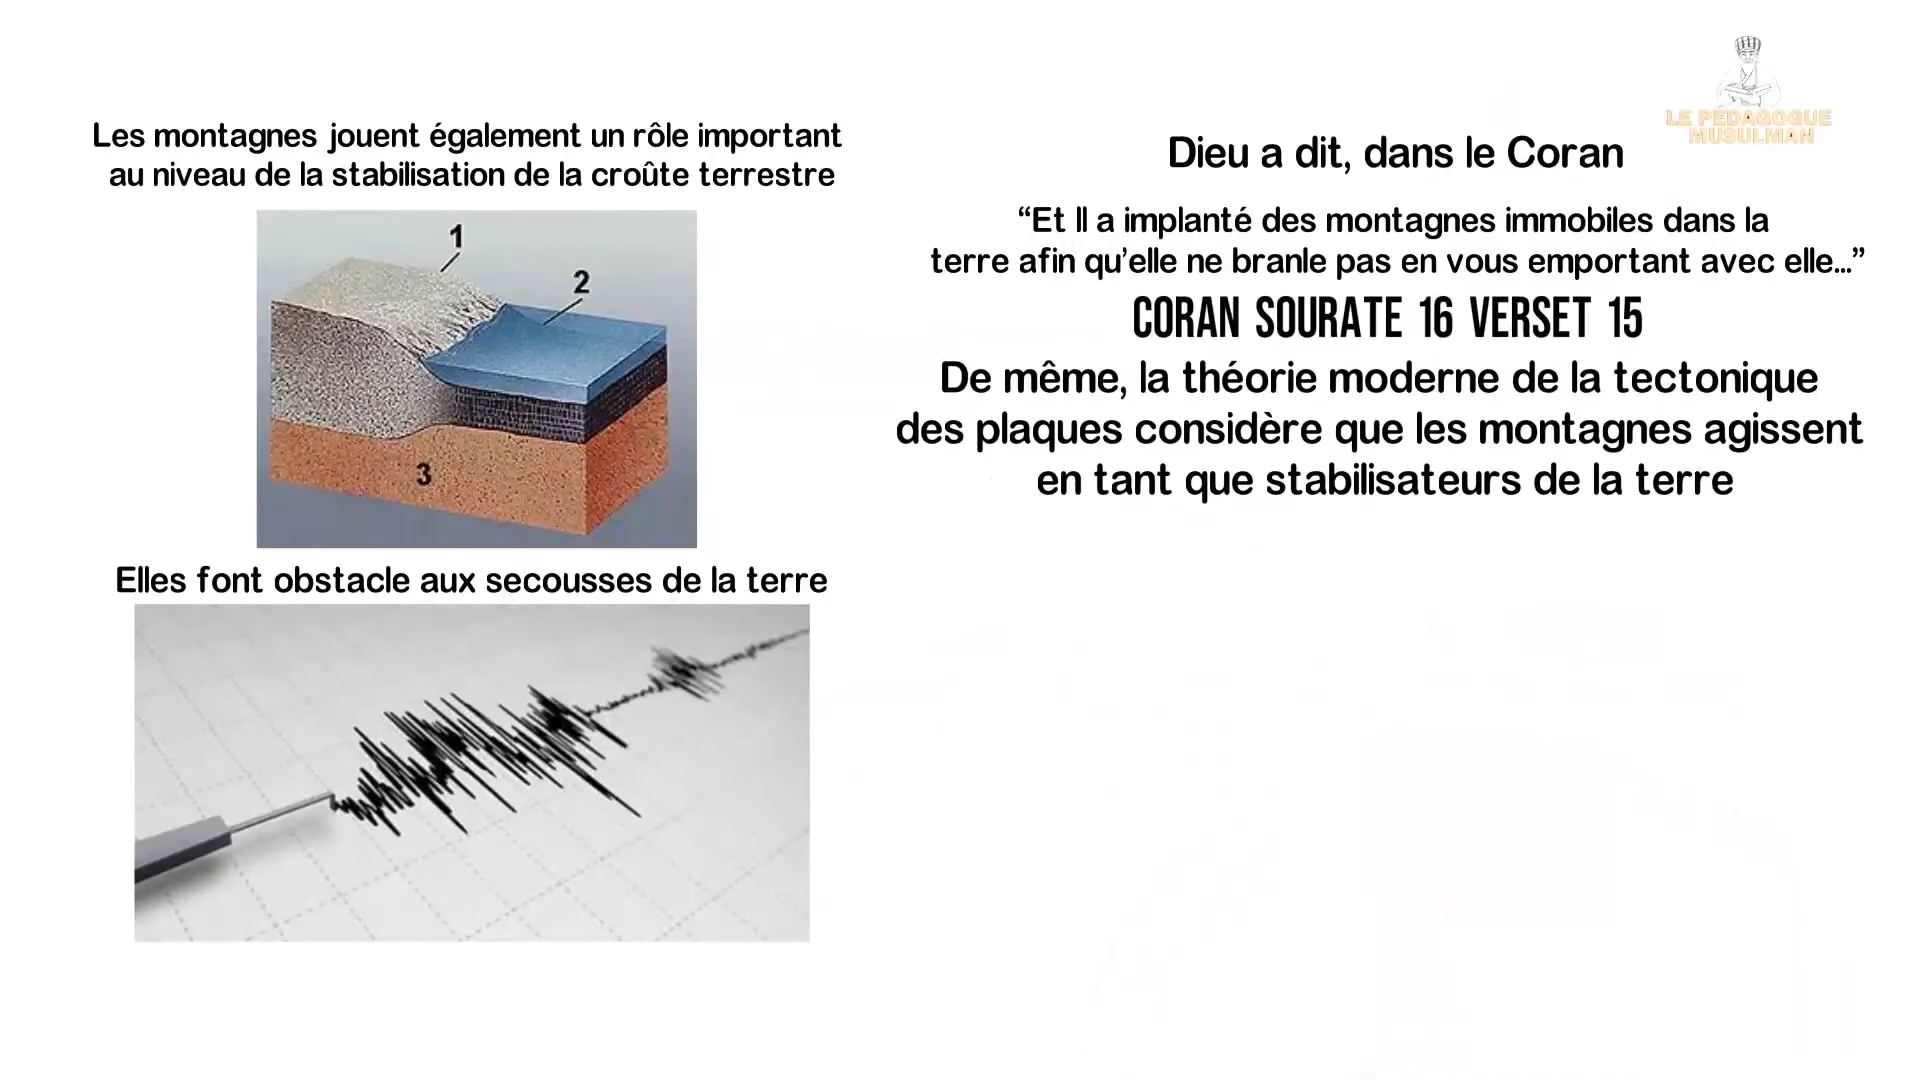 Les montagnes jouent également un rôle important
au niveau de la stabilisation de la croûte terrestre
1
2
3
Elles font obstacle aux secousses de la terre
LE PÉDAGOGUE
MUSULMAN
Dieu a dit, dans le Coran
“Et Il a implanté des montagnes immobiles dans la
terre afin qu’elle ne branle pas en vous emportant avec elle...”
CORAN SOURATE 16 VERSET 15
De même, la théorie moderne de la tectonique
des plaques considère que les montagnes agissent
en tant que stabilisateurs de la terre